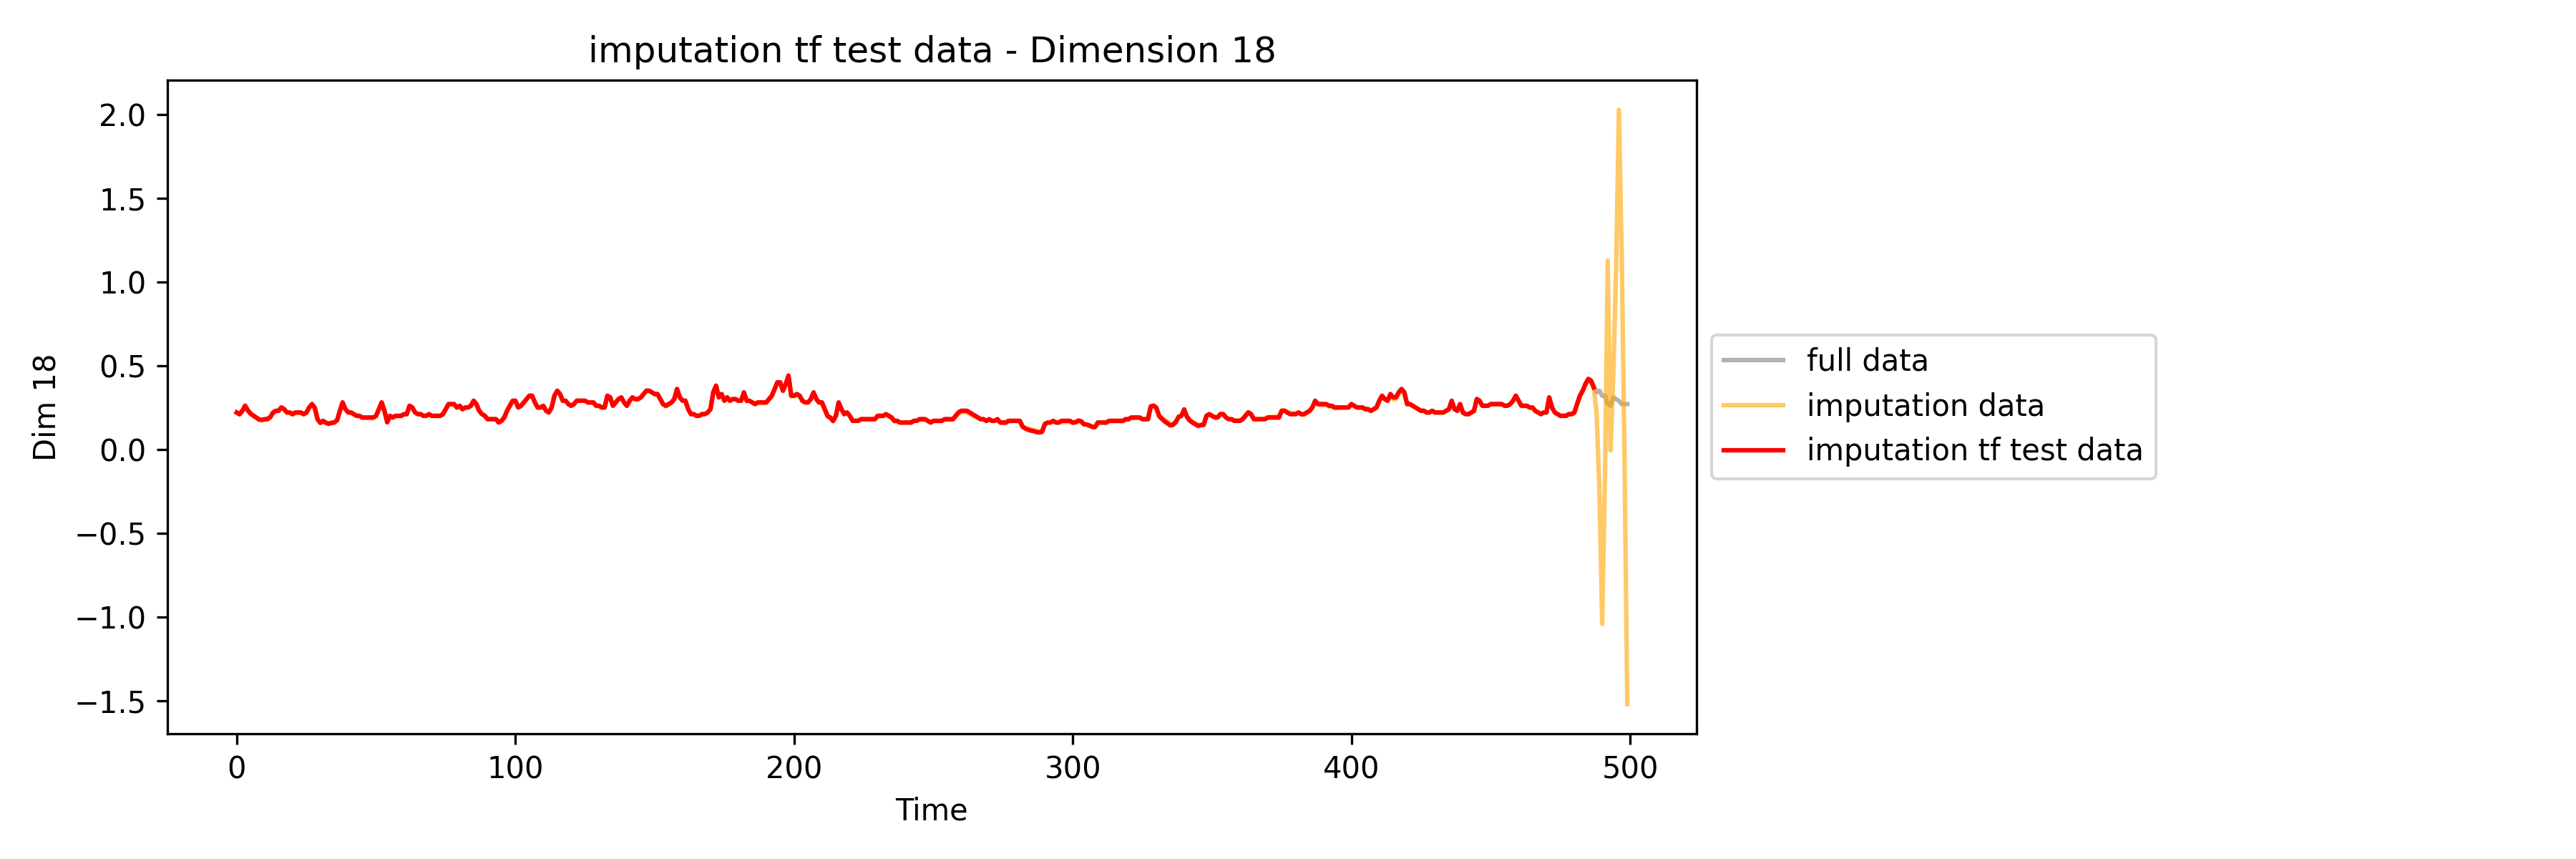 imputation tf test data - Dimension 18
2.0
1.5
1.0
0.5
0.0
−0.5
−1.0
−1.5
Dim 18
0 100 200 300 400 500
Time
full data
imputation data
imputation tf test data